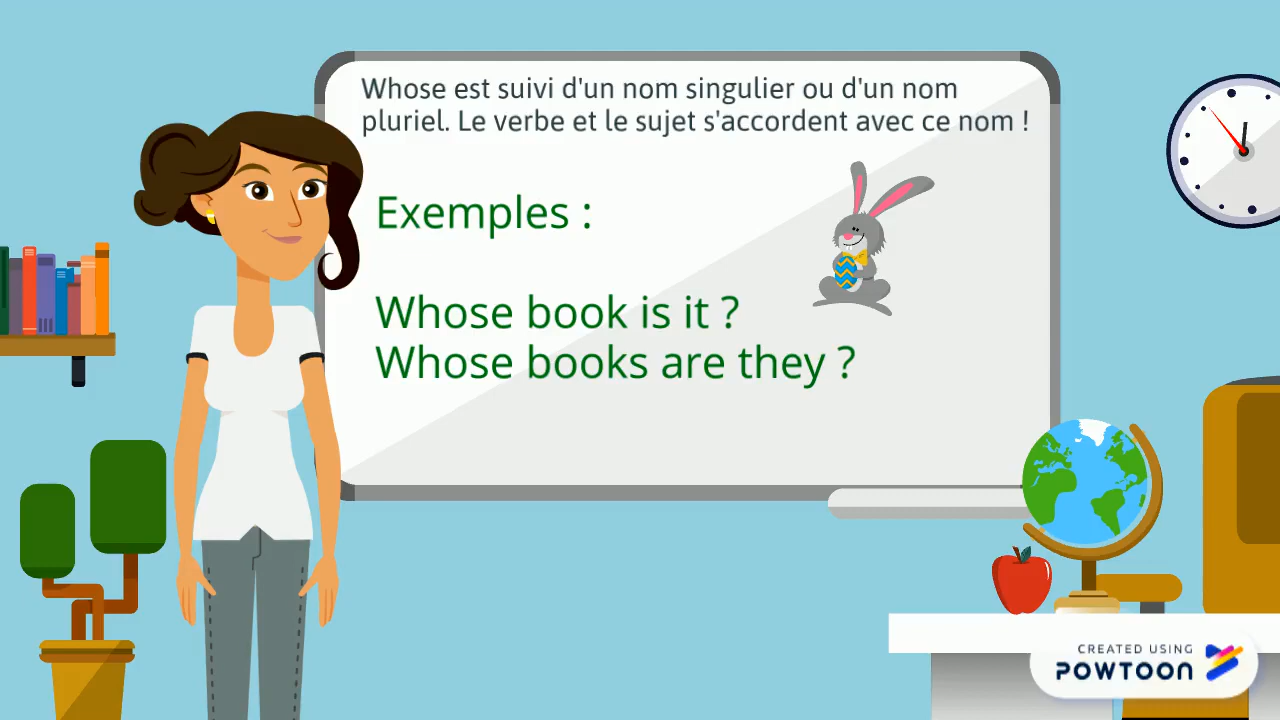 Whose est suivi d'un nom singulier ou d'un nom
pluriel. Le verbe et le sujet s'accordent avec ce nom !
Exemples :
Whose book is it ?
Whose books are they ?
CREATED USING
POWTOON